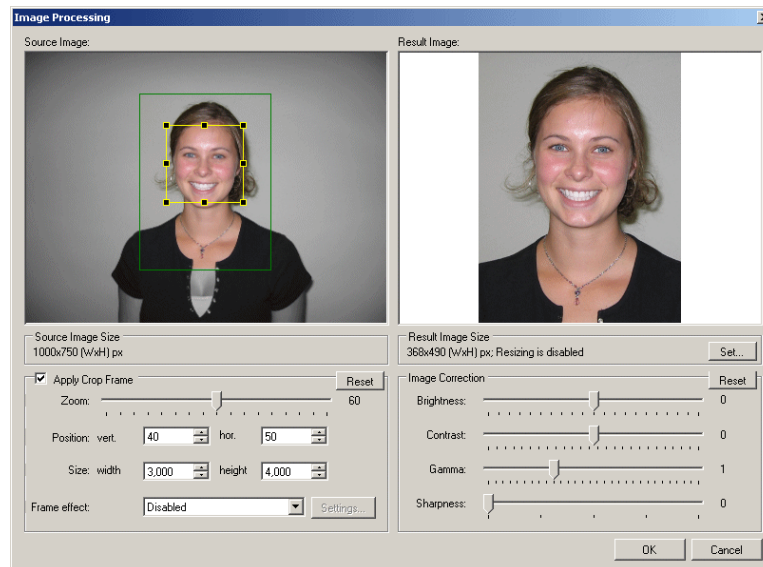 Image Processing
Source Image:
Result Image:
Source Image Size
1000x750 (WxH) px
Result Image Size
368x490 (WxH) px; Resizing is disabled
Set...
Apply Crop Frame
Reset
Zoom:
60
Position: vert. 40 hor. 50
Size: width 3,000 height 4,000
Frame effect: Disabled Settings...
Image Correction
Reset
Brightness: 0
Contrast: 0
Gamma: 1
Sharpness: 0
OK
Cancel